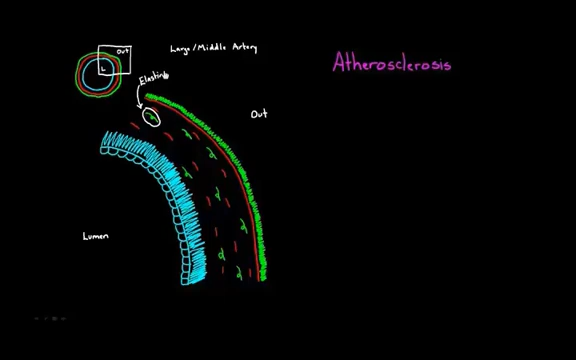 Out
L
Large/Middle Artery
Atherosclerosis
Elastin
Out
Lumen